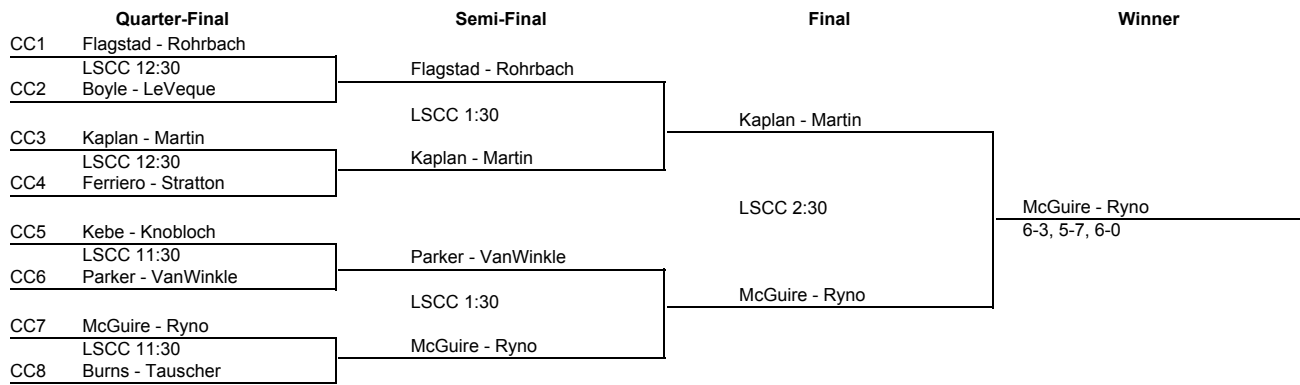 Quarter-Final Semi-Final Final Winner
CC1 Flagstad - Rohrbach
LSCC 12:30
CC2 Boyle - LeVeque
Flagstad - Rohrbach
LSCC 1:30
CC3 Kaplan - Martin
LSCC 12:30
CC4 Ferriero - Stratton
Kaplan - Martin
Kaplan - Martin
LSCC 2:30
CC5 Kebe - Knobloch
LSCC 11:30
CC6 Parker - VanWinkle
Parker - VanWinkle
LSCC 1:30
CC7 McGuire - Ryno
LSCC 11:30
CC8 Burns - Tauscher
McGuire - Ryno
McGuire - Ryno
McGuire - Ryno
6-3, 5-7, 6-0